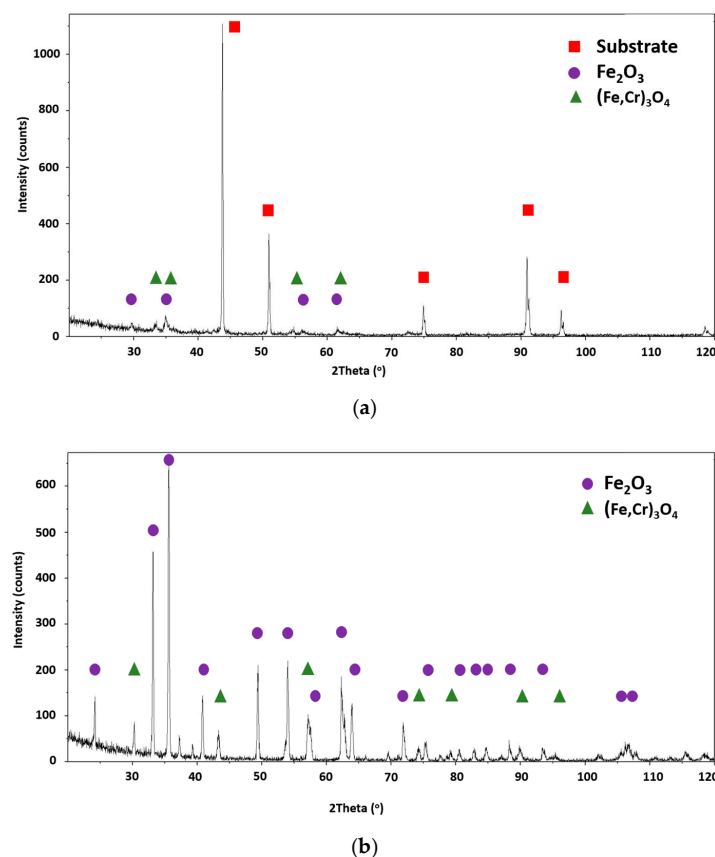 1000
800
600
400
200
0
Intensity (counts)
Substrate
Fe₂O₃
(Fe,Cr)₃O₄
30 40 50 60 70 80 90 100 110 120
2Theta (°)
(a)
600
500
400
300
200
100
0
Intensity (counts)
Fe₂O₃
(Fe,Cr)₃O₄
30 40 50 60 70 80 90 100 110 120
2Theta (°)
(b)